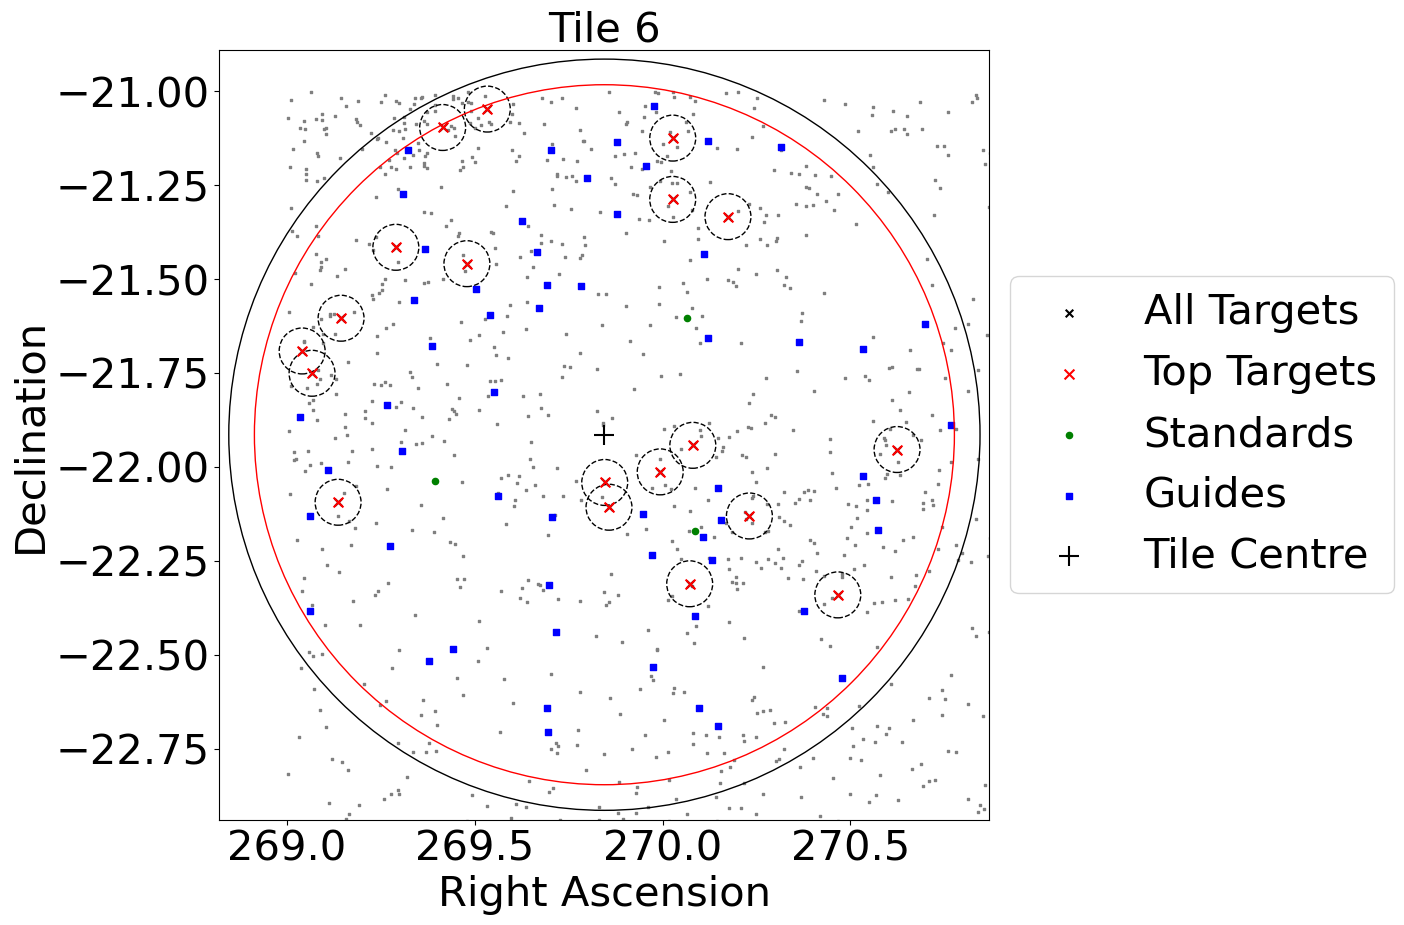 Tile 6
Declination
−21.00
−21.25
−21.50
−21.75
−22.00
−22.25
−22.50
−22.75
269.0 269.5 270.0 270.5
Right Ascension
All Targets
Top Targets
Standards
Guides
Tile Centre